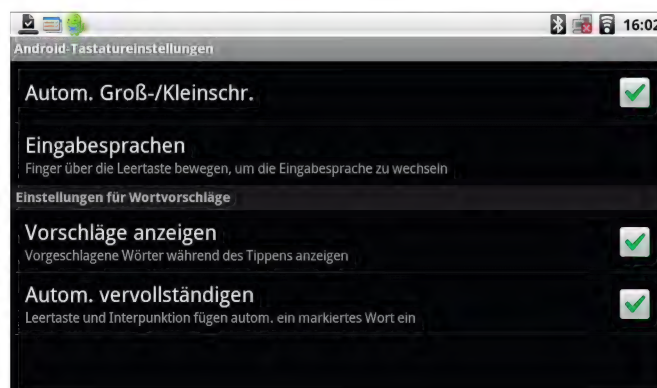 16:02
Android-Tastatureinstellungen
Autom. Groß-/Kleinschr.
Eingabesprachen
Finger über die Leertaste bewegen, um die Eingabesprache zu wechseln
Einstellungen für Wortvorschläge
Vorschläge anzeigen
Vorgeschlagene Wörter während des Tippens anzeigen
Autom. vervollständigen
Leertaste und Interpunktion fügen autom. ein markiertes Wort ein